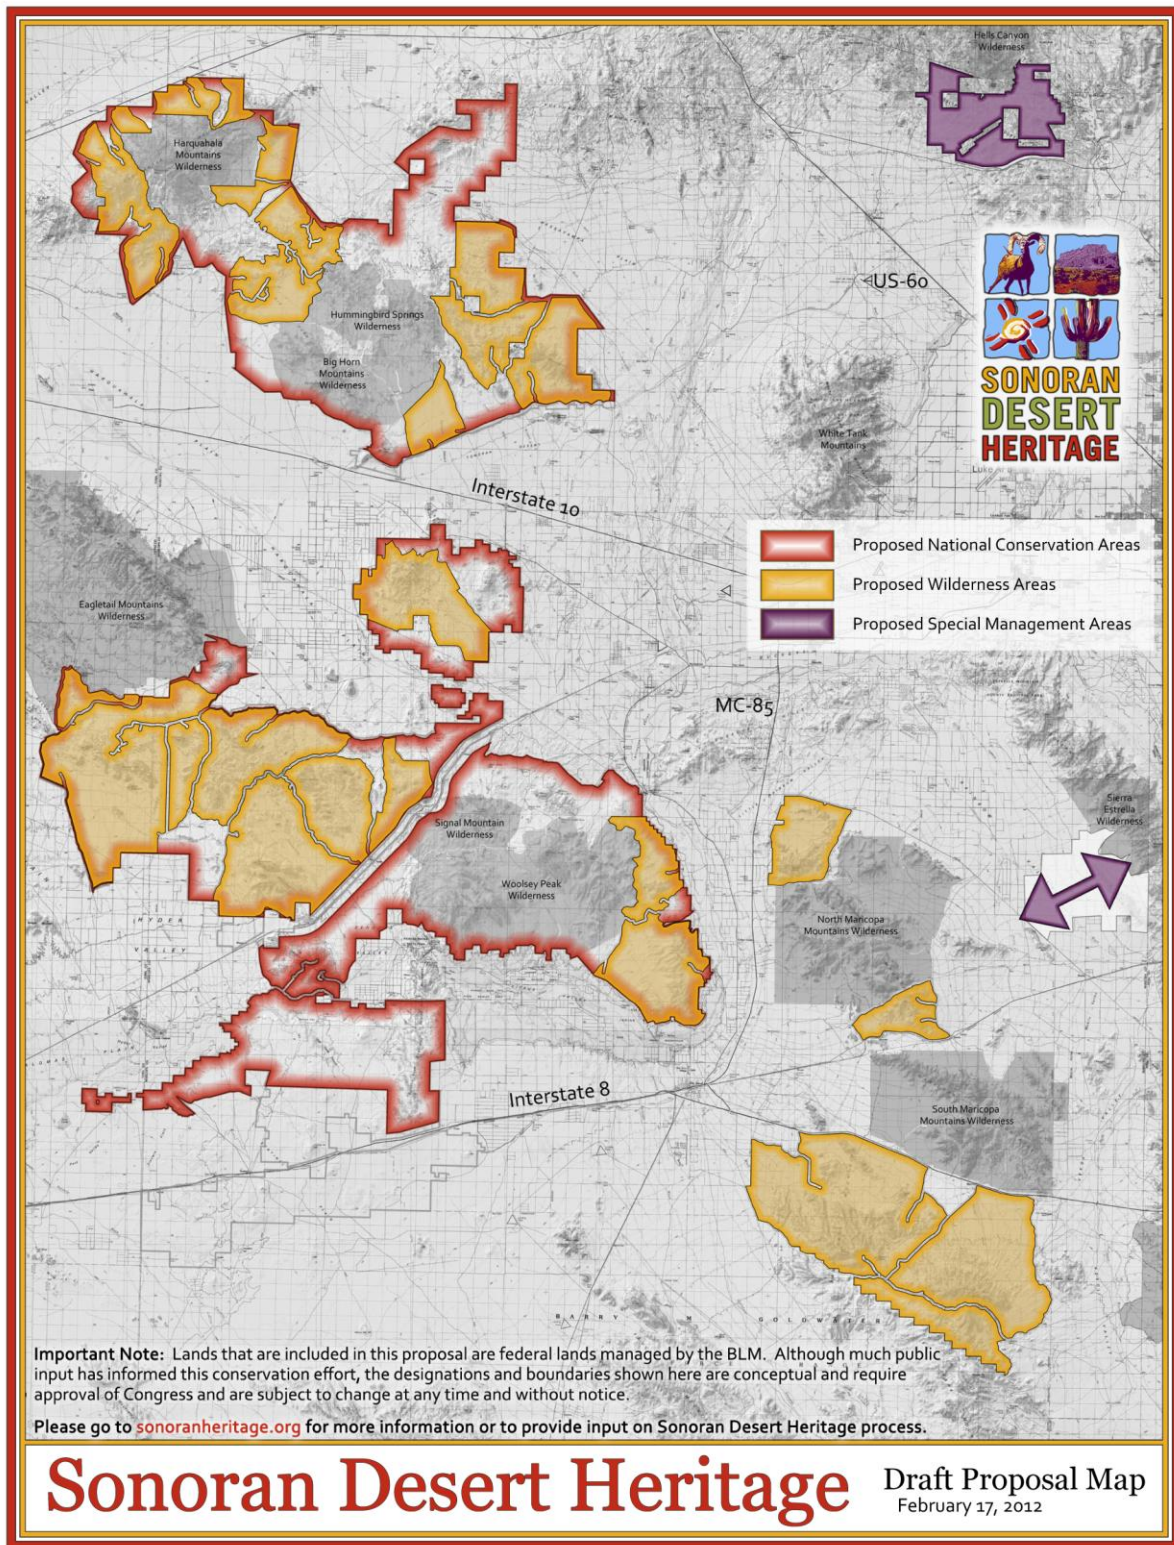 Hells Canyon
Wilderness
Harquahala
Mountains
Wilderness
US-60
Hummingbird Springs
Wilderness
Big Horn
Mountains
Wilderness
SONORAN
DESERT
HERITAGE
White Tank
Mountains
Interstate 10
Proposed National Conservation Areas
Proposed Wilderness Areas
Proposed Special Management Areas
Eagletail Mountains
Wilderness
MC-85
Sierra
Estrella
Wilderness
Signal Mountain
Wilderness
Woolsey Peak
Wilderness
North Maricopa
Mountains Wilderness
HYDER
VALLEY
Interstate 8
South Maricopa
Mountains Wilderness
BARRY M GOLDWATER
Important Note: Lands that are included in this proposal are federal lands managed by the BLM. Although much public
input has informed this conservation effort, the designations and boundaries shown here are conceptual and require
approval of Congress and are subject to change at any time and without notice.
Please go to sonoranheritage.org for more information or to provide input on Sonoran Desert Heritage process.
Sonoran Desert Heritage
Draft Proposal Map
February 17, 2012